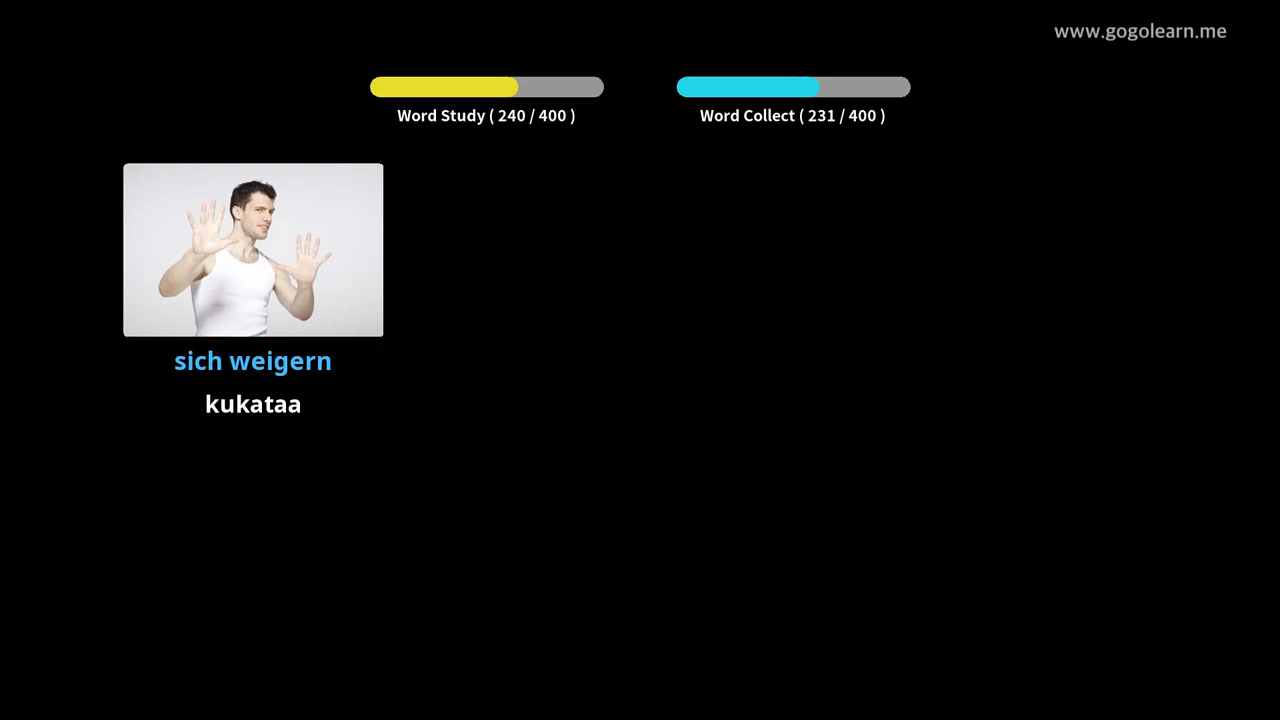 www.gogolearn.me
Word Study ( 240 / 400 )
Word Collect ( 231 / 400 )
sich weigern
kukataa